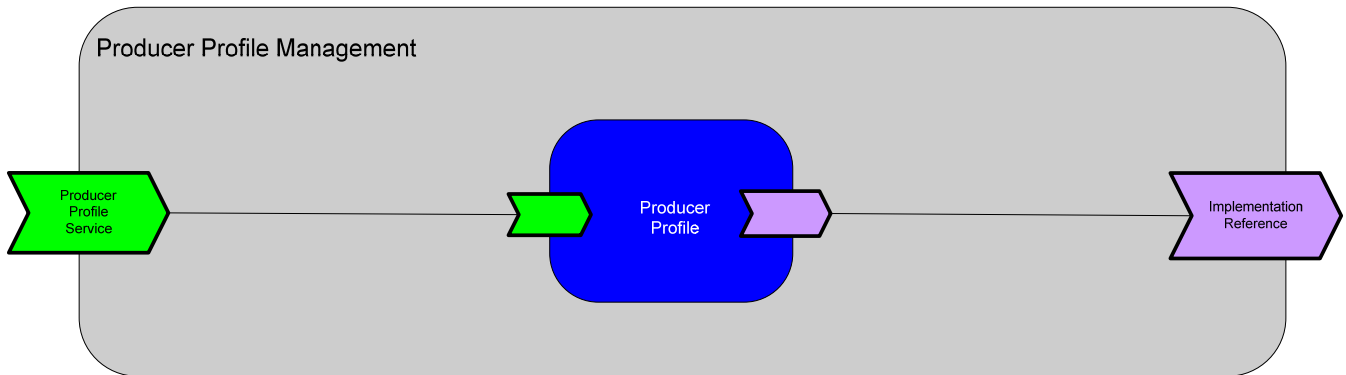 Producer Profile Management
Producer
Profile
Service
Producer
Profile
Implementation
Reference